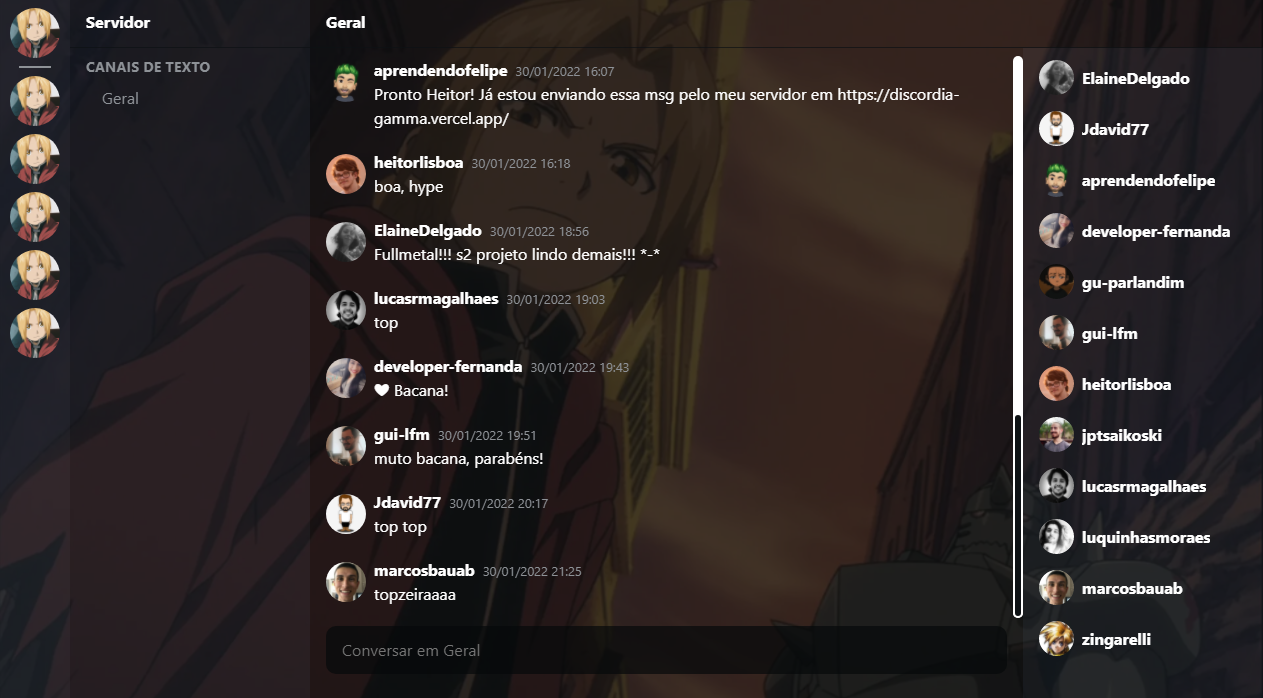 Servidor
CANAIS DE TEXTO
Geral
Geral
aprendendofelipe 30/01/2022 16:07
Pronto Heitor! Já estou enviando essa msg pelo meu servidor em https://discordia-
gamma.vercel.app/
heitorlisboa 30/01/2022 16:18
boa, hype
ElaineDelgado 30/01/2022 18:56
Fullmetal!!! s2 projeto lindo demais!!! *-*
lucasrmagalhaes 30/01/2022 19:03
top
developer-fernanda 30/01/2022 19:43
🖤 Bacana!
gui-lfm 30/01/2022 19:51
muto bacana, parabéns!
Jdavid77 30/01/2022 20:17
top top
marcosbauab 30/01/2022 21:25
topzeiraaaa
Conversar em Geral
ElaineDelgado
Jdavid77
aprendendofelipe
developer-fernanda
gu-parlandim
gui-lfm
heitorlisboa
jptsaikoski
lucasrmagalhaes
luquinhasmoraes
marcosbauab
zingarelli